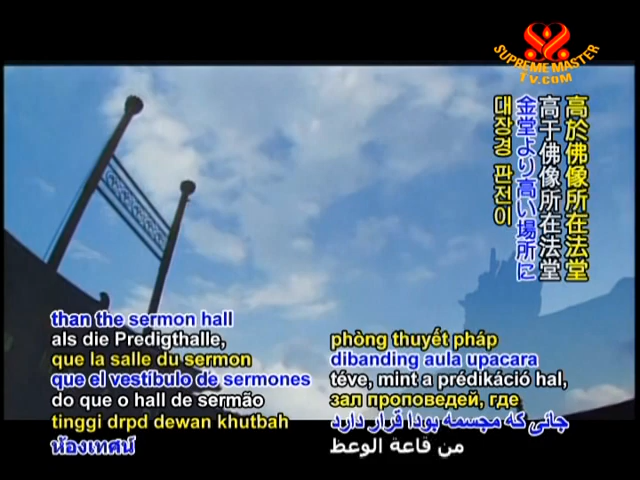 SUPREME MASTER
TV.COM
高於佛像所在法堂
高于佛像所在法堂
金堂より高い場所に
대장경 판전이
than the sermon hall
als die Predigthalle,
que la salle du sermon
que el vestíbulo de sermones
do que o hall de sermão
tinggi drpd dewan khutbah
ห้องเทศน์
phòng thuyết pháp
dibanding aula upacara
téve, mint a prédikáció hal,
зал проповедей, где
جائی که مجسمه بودا قرار دارد
من قاعة الوعظ